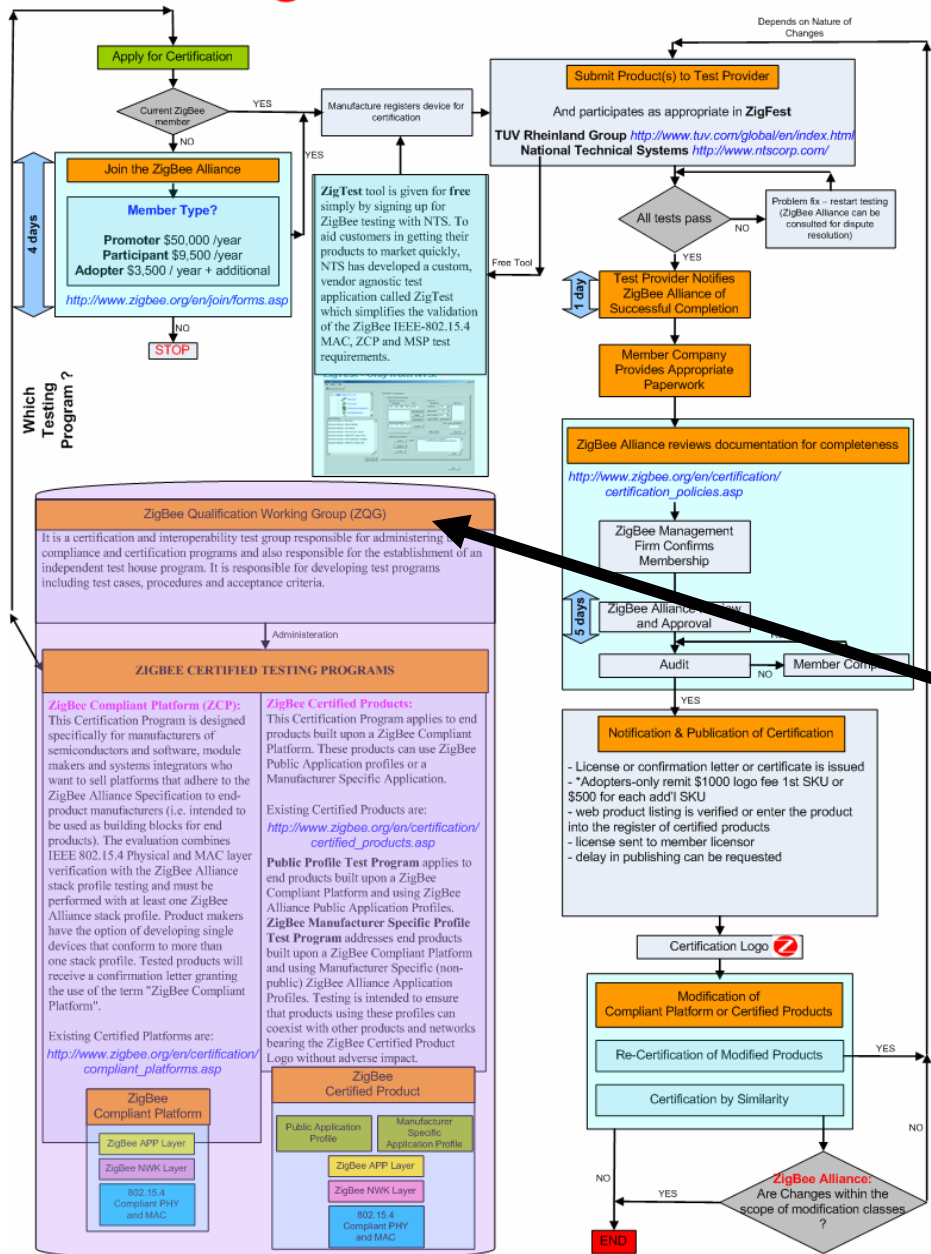 Depends on Nature of
Changes
Apply for Certification
Current ZigBee
member
YES
NO
Manufacture registers device for
certification
Submit Product(s) to Test Provider
And participates as appropriate in ZigFest
TUV Rheinland Group http://www.tuv.com/global/en/index.html
National Technical Systems http://www.ntscorp.com/
4 days
Join the ZigBee Alliance
YES
Member Type?
Promoter $50,000 /year
Participant $9,500 /year
Adopter $3,500 / year + additional
http://www.zigbee.org/en/join/forms.asp
NO
STOP
ZigTest tool is given for free
simply by signing up for
ZigBee testing with NTS. To
aid customers in getting their
products to market quickly,
NTS has developed a custom,
vendor agnostic test
application called ZigTest
which simplifies the validation
of the ZigBee IEEE-802.15.4
MAC, ZCP and MSP test
requirements.
Free Tool
All tests pass
NO
Problem fix – restart testing
(ZigBee Alliance can be
consulted for dispute
resolution)
YES
1 day
Test Provider Notifies
ZigBee Alliance of
Successful Completion
Member Company
Provides Appropriate
Paperwork
Which
Testing
Program ?
ZigBee Alliance reviews documentation for completeness
http://www.zigbee.org/en/certification/
certification_policies.asp
ZigBee Management
Firm Confirms
Membership
5 days
ZigBee Alliance Review
and Approval
Audit
NO
Member Comp
YES
ZigBee Qualification Working Group (ZQG)
It is a certification and interoperability test group responsible for administering
compliance and certification programs and also responsible for the establishment of an
independent test house program. It is responsible for developing test programs
including test cases, procedures and acceptance criteria.
Administeration
ZIGBEE CERTIFIED TESTING PROGRAMS
ZigBee Compliant Platform (ZCP):
This Certification Program is designed
specifically for manufacturers of
semiconductors and software, module
makers and systems integrators who
want to sell platforms that adhere to the
ZigBee Alliance Specification to end-
product manufacturers (i.e. intended to
be used as building blocks for end
products). The evaluation combines
IEEE 802.15.4 Physical and MAC layer
verification with the ZigBee Alliance
stack profile testing and must be
performed with at least one ZigBee
Alliance stack profile. Product makers
have the option of developing single
devices that conform to more than
one stack profile. Tested products will
receive a confirmation letter granting
the use of the term "ZigBee Compliant
Platform".
Existing Certified Platforms are:
http://www.zigbee.org/en/certification/
compliant_platforms.asp
ZigBee Certified Products:
This Certification Program applies to end
products built upon a ZigBee Compliant
Platform. These products can use ZigBee
Public Application profiles or a
Manufacturer Specific Application.
Existing Certified Products are:
http://www.zigbee.org/en/certification/
certified_products.asp
Public Profile Test Program applies to
end products built upon a ZigBee
Compliant Platform and using ZigBee
Alliance Public Application Profiles.
ZigBee Manufacturer Specific Profile
Test Program addresses end products
built upon a ZigBee Compliant Platform
and using Manufacturer Specific (non-
public) ZigBee Alliance Application
Profiles. Testing is intended to ensure
that products using these profiles can
coexist with other products and networks
bearing the ZigBee Certified Product
Logo without adverse impact.
ZigBee
Compliant Platform
ZigBee APP Layer
ZigBee NWK Layer
802.15.4
Compliant PHY
and MAC
ZigBee
Certified Product
Public Application
Profile
Manufacturer
Specific
Application Profile
ZigBee APP Layer
ZigBee NWK Layer
802.15.4
Compliant PHY
and MAC
Notification & Publication of Certification
- License or confirmation letter or certificate is issued
- *Adopters-only remit $1000 logo fee 1st SKU or
$500 for each add'l SKU
- web product listing is verified or enter the product
into the register of certified products
- license sent to member licensor
- delay in publishing can be requested
Certification Logo
Modification of
Compliant Platform or Certified Products
Re-Certification of Modified Products
YES
Certification by Similarity
NO
NO
ZigBee Alliance:
Are Changes within the
scope of modification classes
?
YES
END